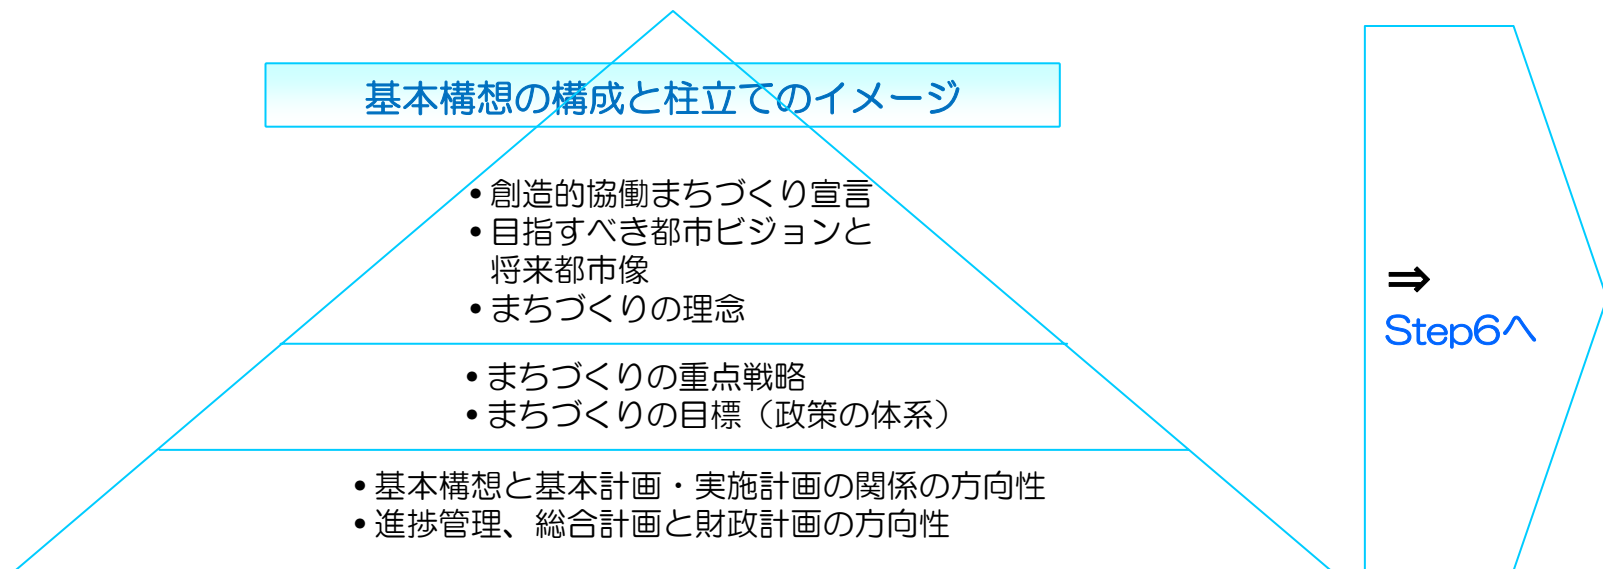 基本構想の構成と柱立てのイメージ
•創造的協働まちづくり宣言
•目指すべき都市ビジョンと
将来都市像
•まちづくりの理念
•まちづくりの重点戦略
•まちづくりの目標（政策の体系）
•基本構想と基本計画・実施計画の関係の方向性
•進捗管理、総合計画と財政計画の方向性
⇒
Step6へ